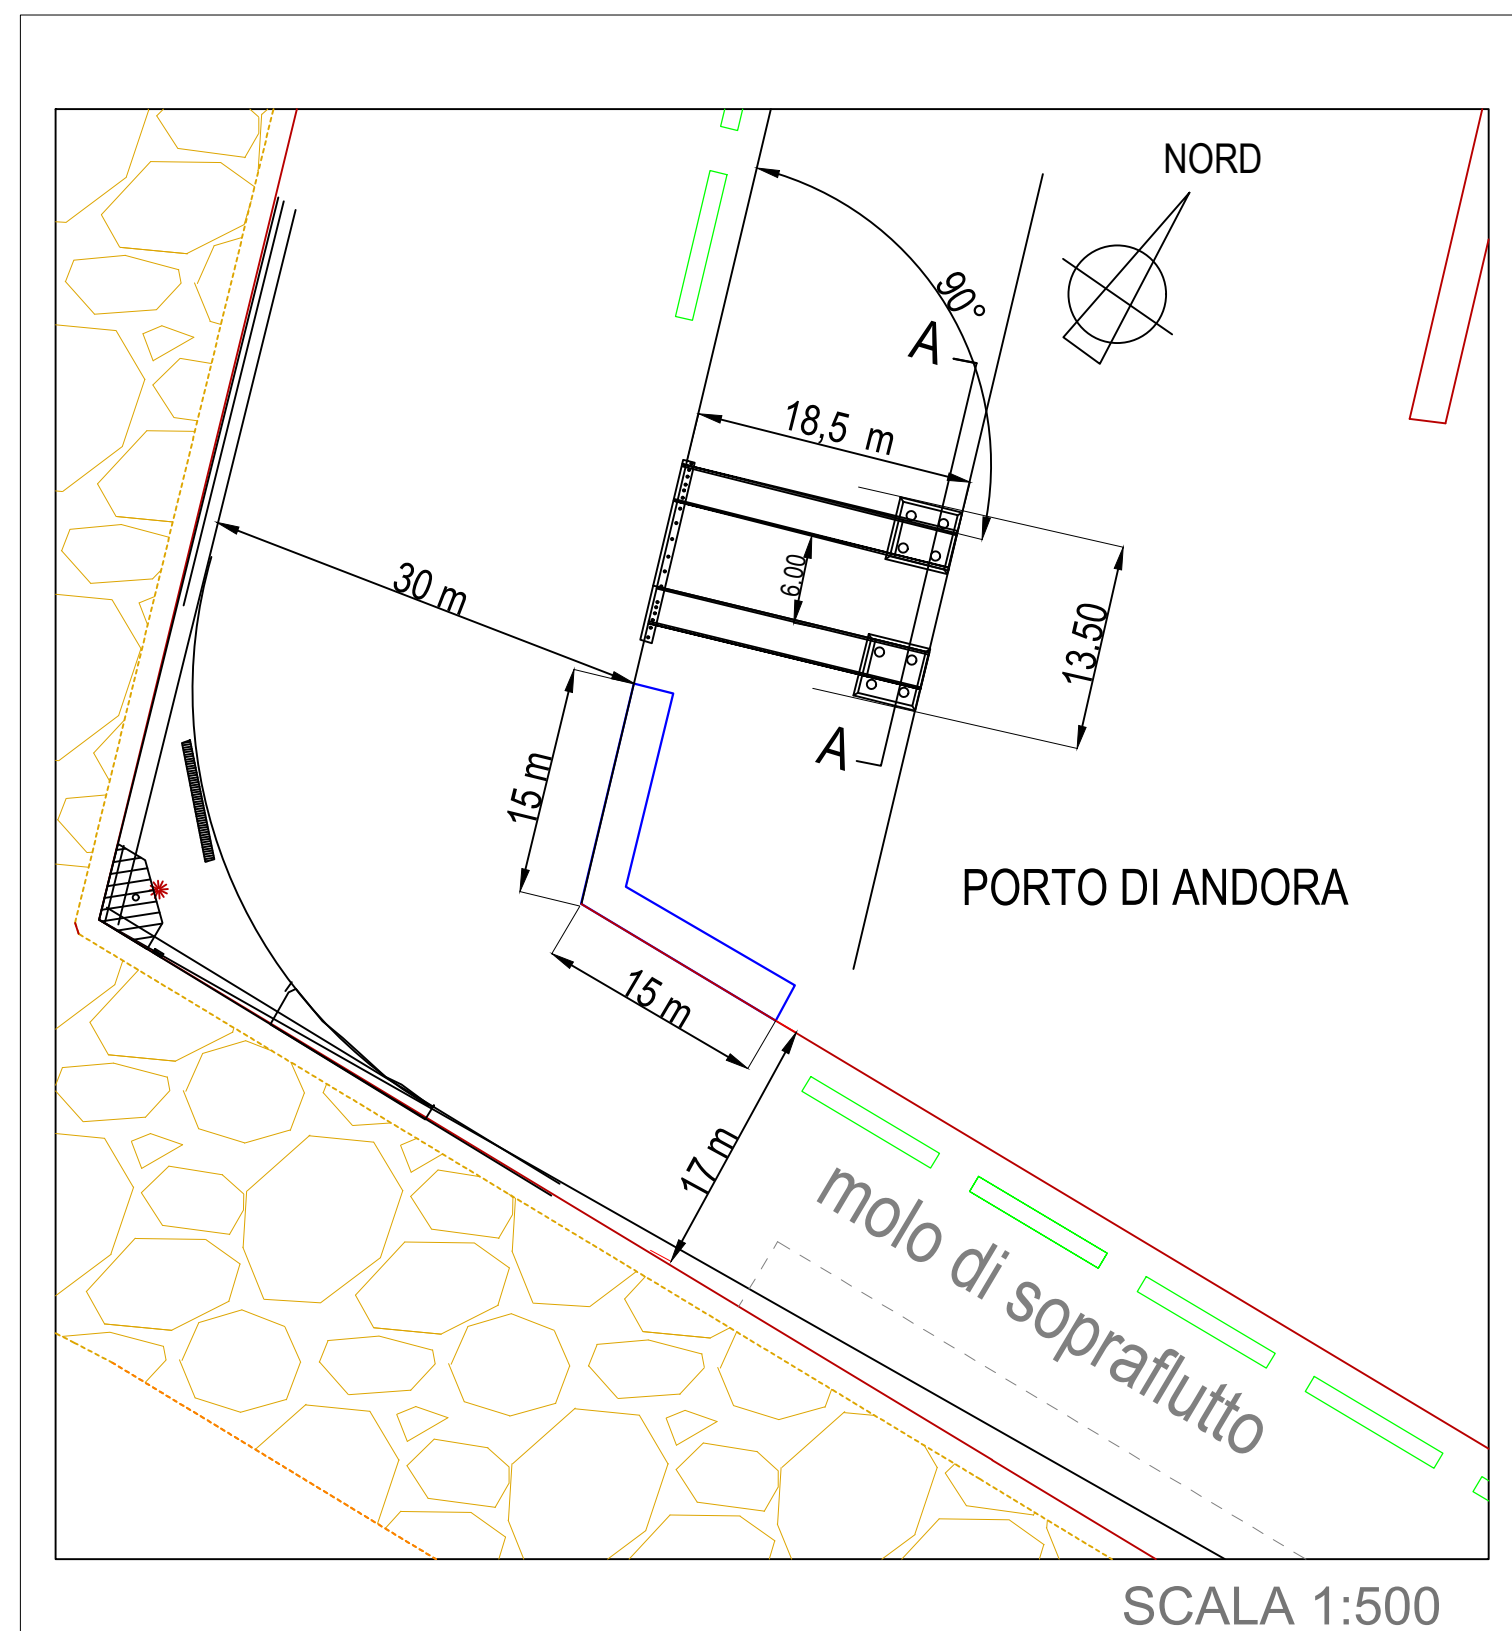 NORD
90°
A
18,5 m
30 m
6.00
13.50
A
15 m
PORTO DI ANDORA
15 m
17 m
molo di sopraflutto
SCALA 1:500